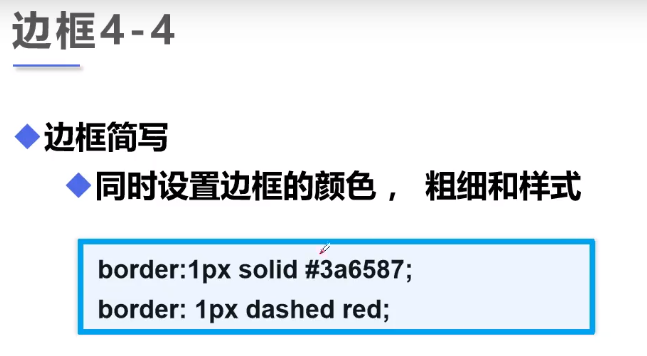 边框4-4
边框简写
同时设置边框的颜色， 粗细和样式
border:1px solid #3a6587;
border: 1px dashed red;